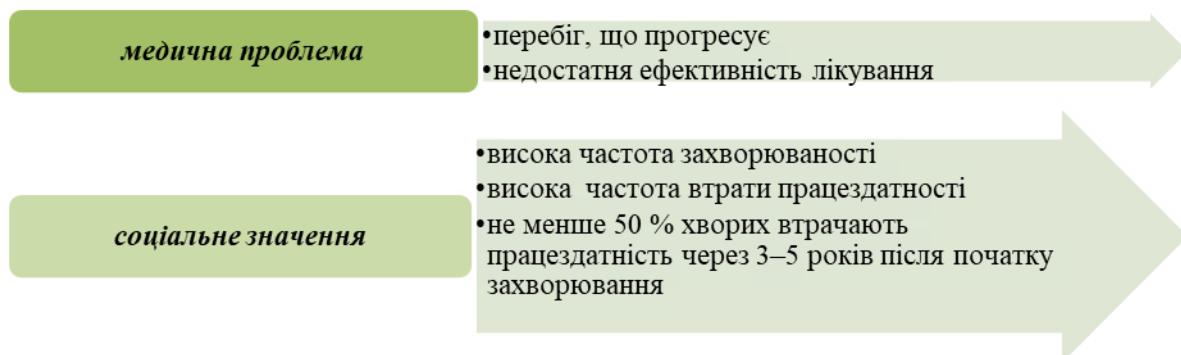 медична проблема
•перебіг, що прогресує
•недостатня ефективність лікування
соціальне значення
•висока частота захворюваності
•висока частота втрати працездатності
•не менше 50 % хворих втрачають
працездатність через 3–5 років після початку
захворювання